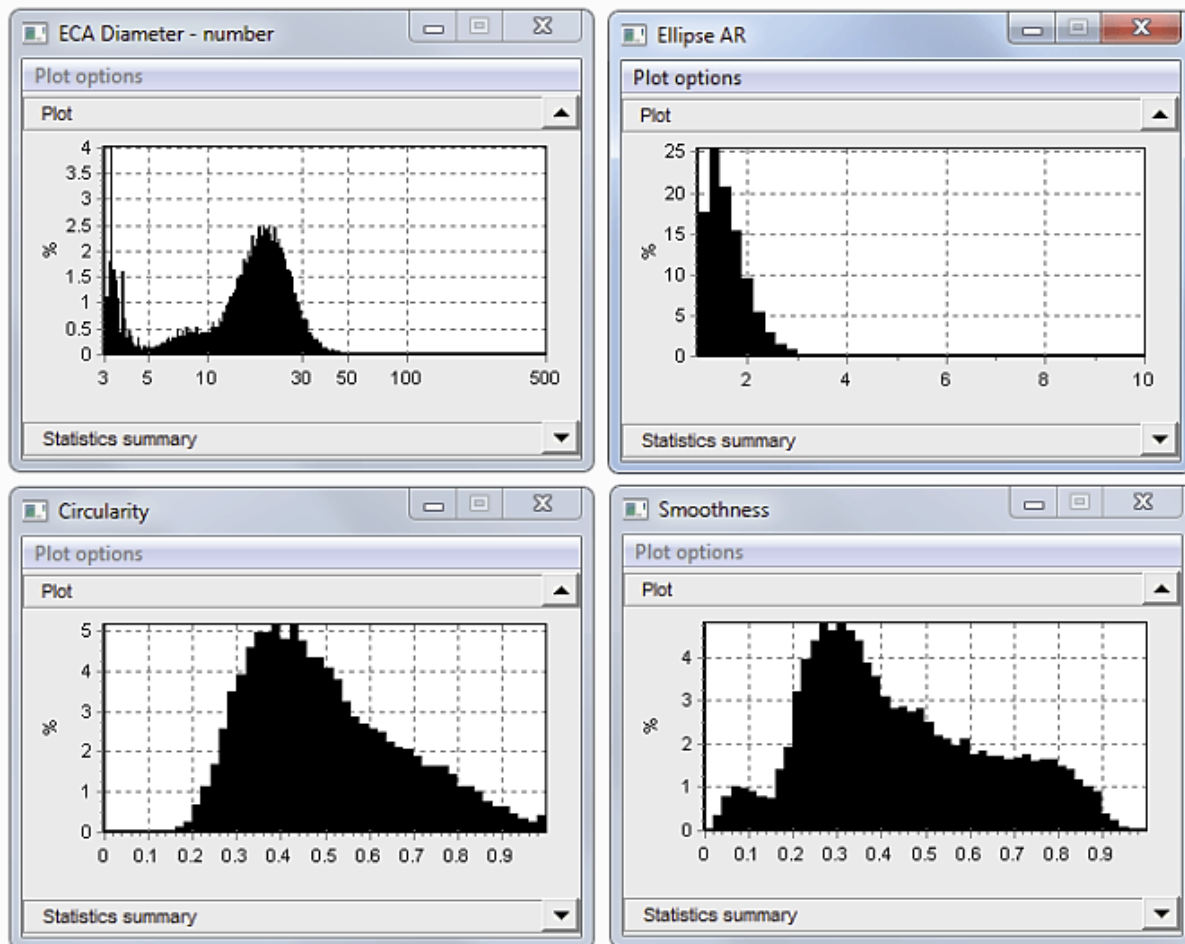 ECA Diameter - number
Plot options
Plot
4
3.5
3
2.5
2
1.5
1
0.5
0
%
3 5 10 30 50 100 500
Statistics summary
Ellipse AR
Plot options
Plot
25
20
15
10
5
0
%
2 4 6 8 10
Statistics summary
Circularity
Plot options
Plot
5
4
3
2
1
0
%
0 0.1 0.2 0.3 0.4 0.5 0.6 0.7 0.8 0.9
Statistics summary
Smoothness
Plot options
Plot
4
3
2
1
0
%
0 0.1 0.2 0.3 0.4 0.5 0.6 0.7 0.8 0.9
Statistics summary